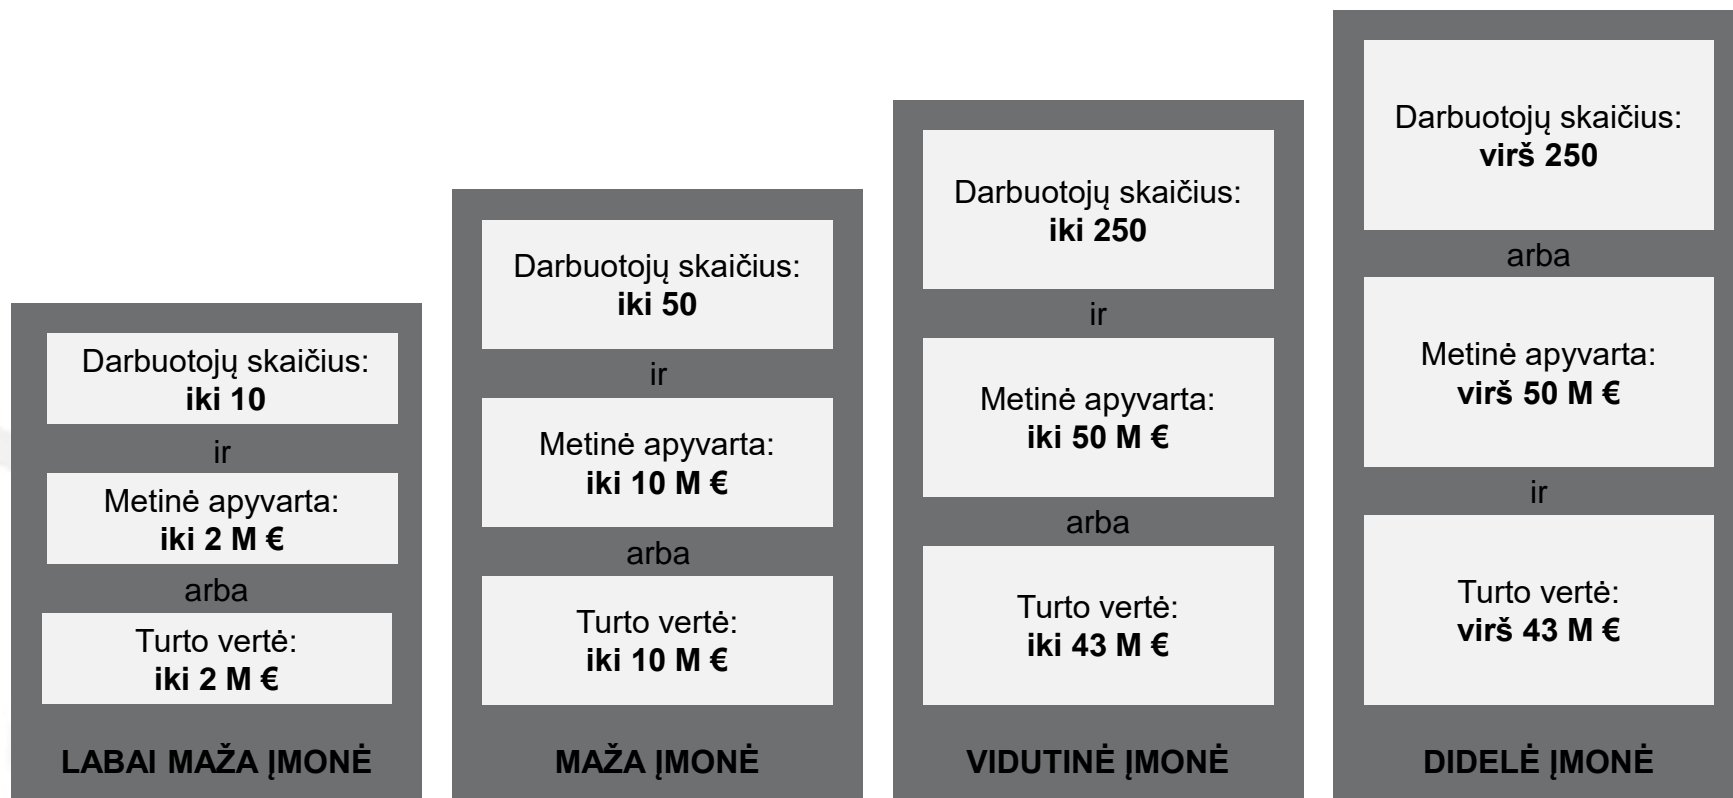 Darbuotojų skaičius:
iki 10
ir
Metinė apyvarta:
iki 2 M €
arba
Turto vertė:
iki 2 M €
LABAI MAŽA ĮMONĖ
Darbuotojų skaičius:
iki 50
ir
Metinė apyvarta:
iki 10 M €
arba
Turto vertė:
iki 10 M €
MAŽA ĮMONĖ
Darbuotojų skaičius:
iki 250
ir
Metinė apyvarta:
iki 50 M €
arba
Turto vertė:
iki 43 M €
VIDUTINĖ ĮMONĖ
Darbuotojų skaičius:
virš 250
arba
Metinė apyvarta:
virš 50 M €
ir
Turto vertė:
virš 43 M €
DIDELĖ ĮMONĖ